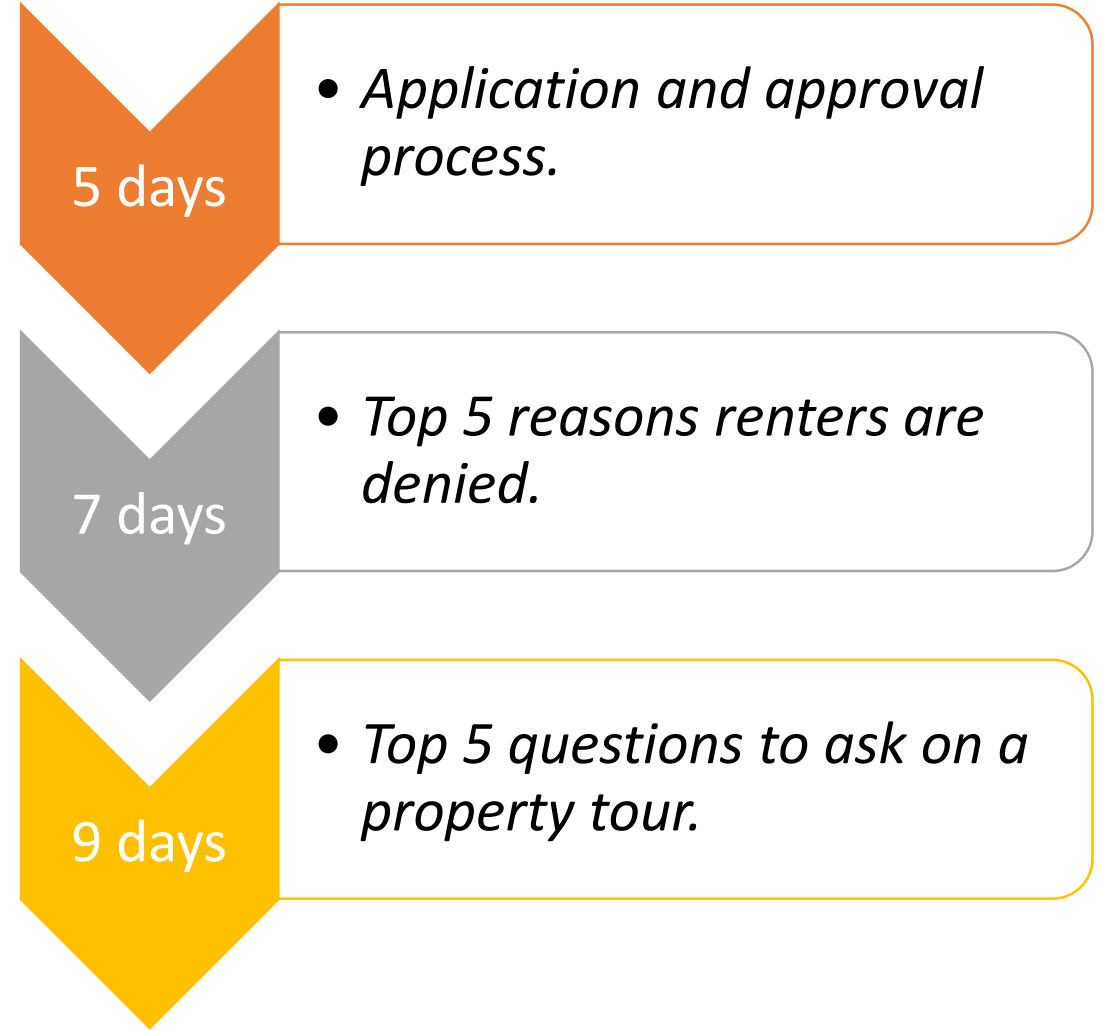 5 days
• Application and approval
process.
7 days
• Top 5 reasons renters are
denied.
9 days
• Top 5 questions to ask on a
property tour.